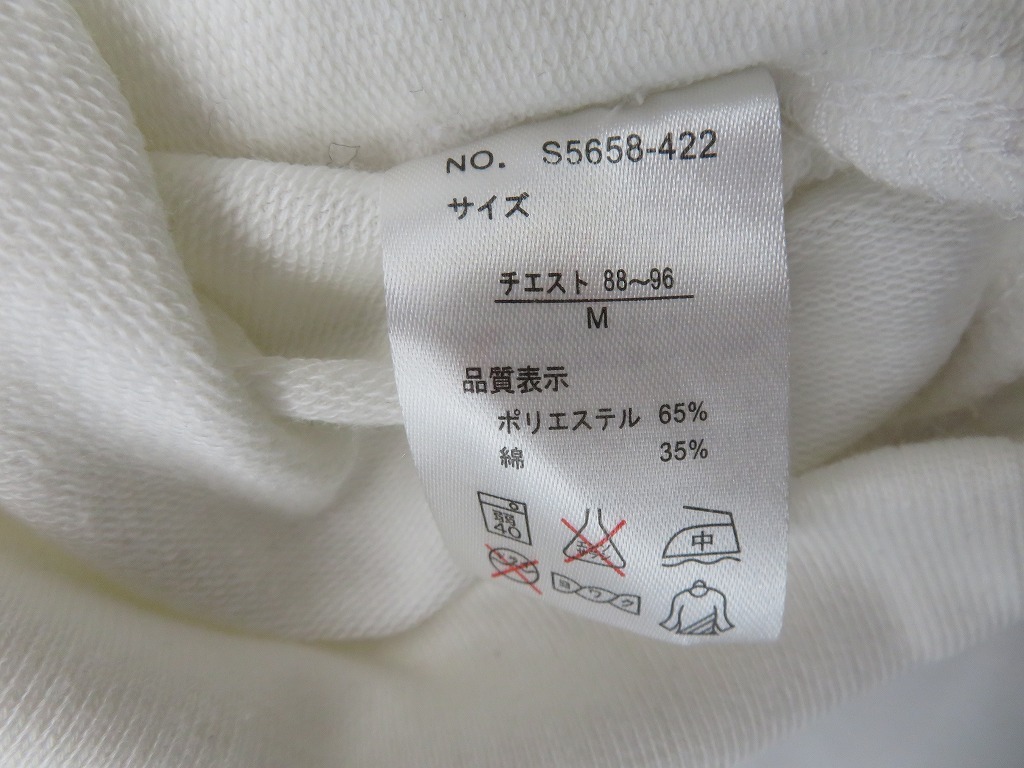 NO. S5658-422
サイズ
チエスト 88～96
M
品質表示
ポリエステル 65%
綿 35%
弱
40
中
ヨワク